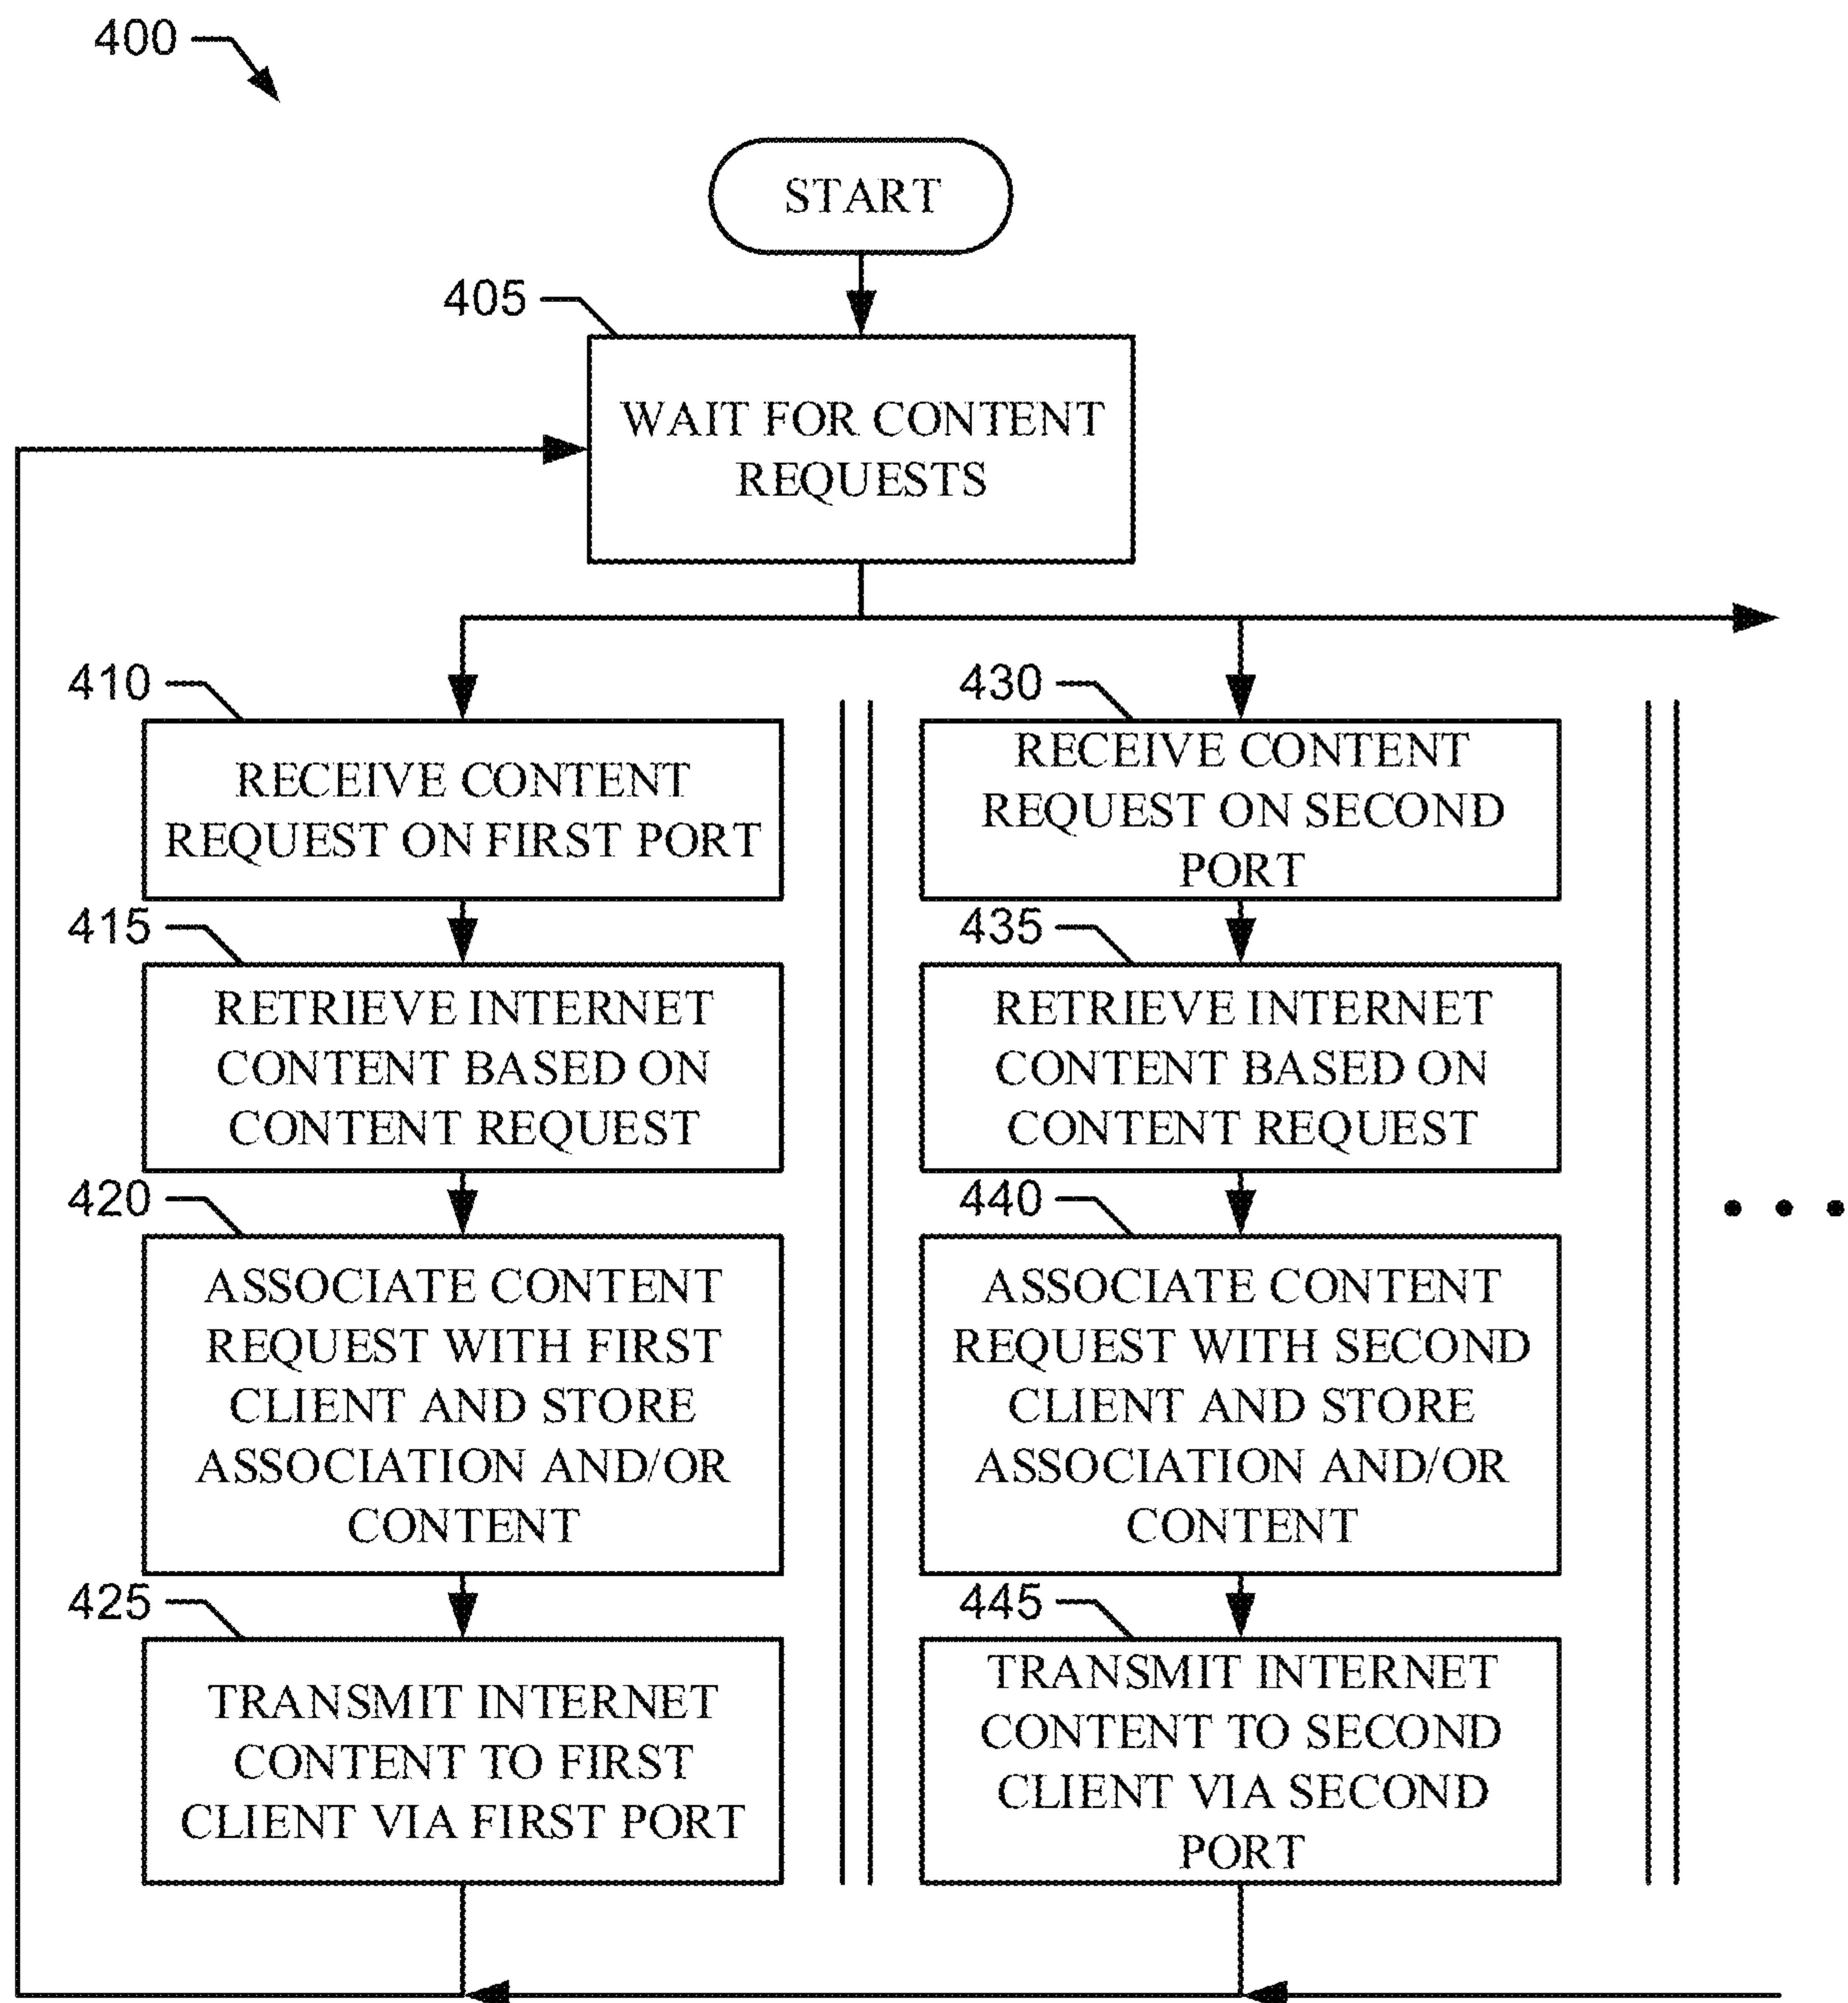 400
START
405
WAIT FOR CONTENT
REQUESTS
410
RECEIVE CONTENT
REQUEST ON FIRST PORT
415
RETRIEVE INTERNET
CONTENT BASED ON
CONTENT REQUEST
420
ASSOCIATE CONTENT
REQUEST WITH FIRST
CLIENT AND STORE
ASSOCIATION AND/OR
CONTENT
425
TRANSMIT INTERNET
CONTENT TO FIRST
CLIENT VIA FIRST PORT
430
RECEIVE CONTENT
REQUEST ON SECOND
PORT
435
RETRIEVE INTERNET
CONTENT BASED ON
CONTENT REQUEST
440
ASSOCIATE CONTENT
REQUEST WITH SECOND
CLIENT AND STORE
ASSOCIATION AND/OR
CONTENT
445
TRANSMIT INTERNET
CONTENT TO SECOND
CLIENT VIA SECOND
PORT
• • •